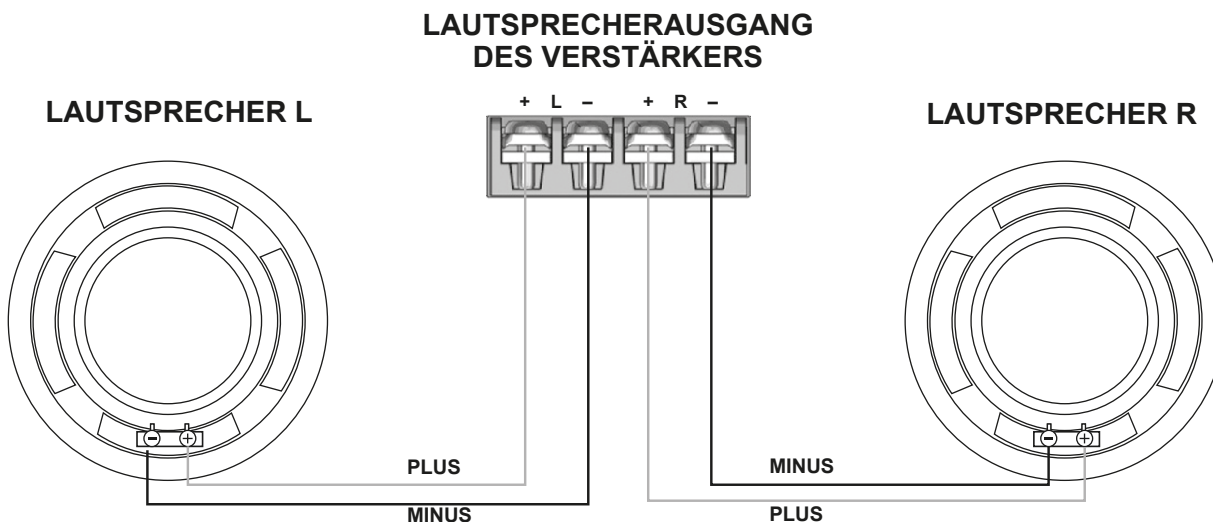 LAUTSPRECHERAUSGANG
DES VERSTÄRKERS
LAUTSPRECHER L
+ L –
+ R –
LAUTSPRECHER R
– +
– +
PLUS
MINUS
MINUS
PLUS